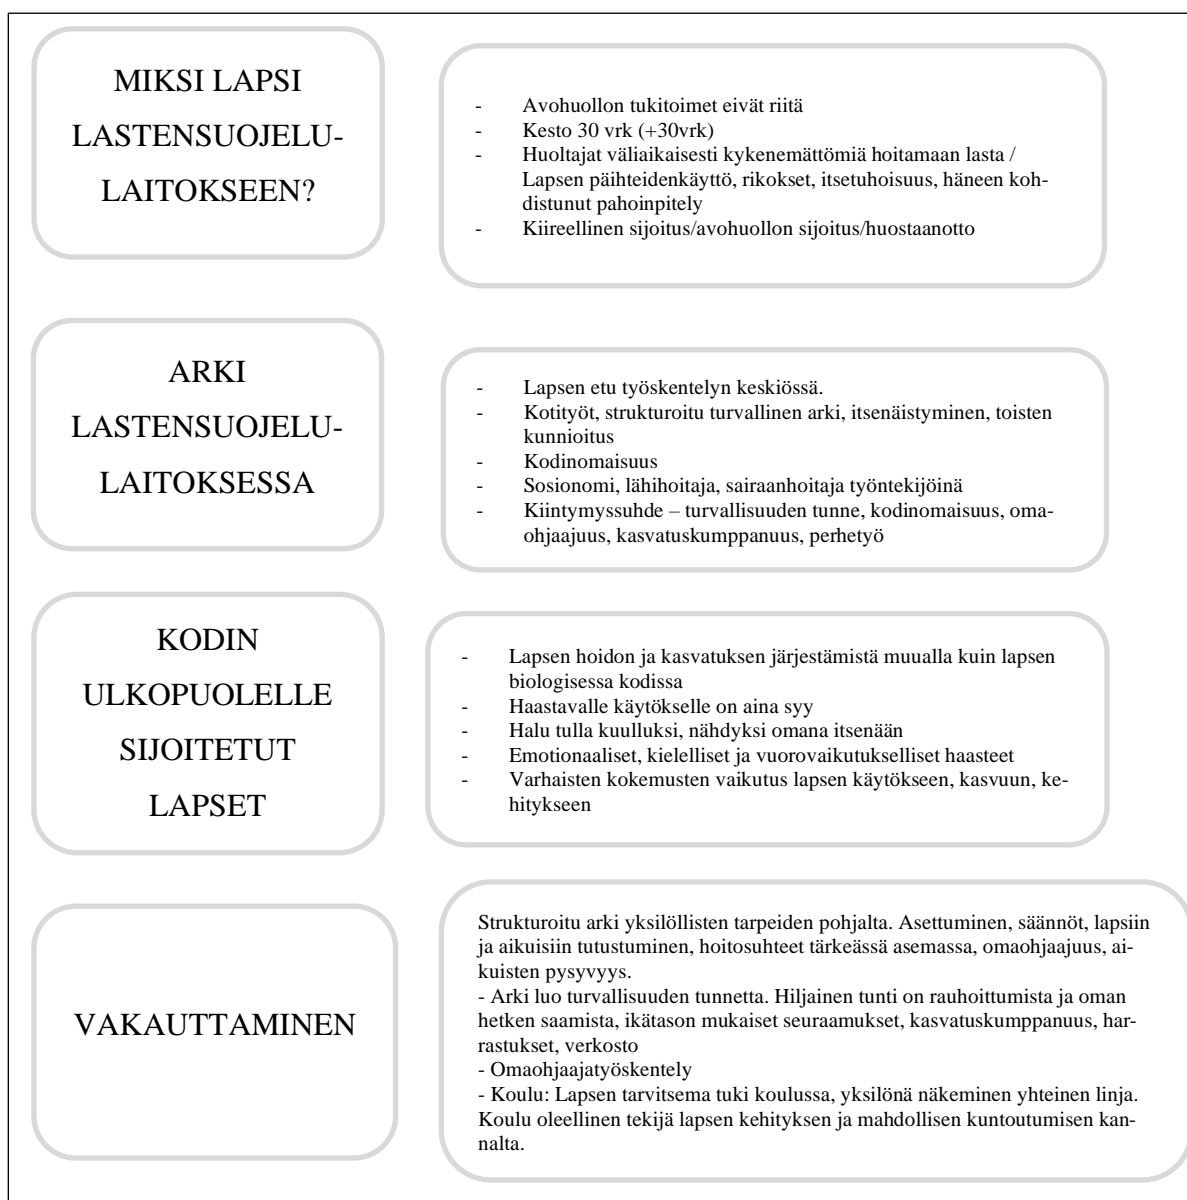 MIKSI LAPSI
LASTENSUOJELU-
LAITOKSEEN?
- Avohuollon tukitoimet eivät riitä
- Kesto 30 vrk (+30vrk)
- Huoltajat väliaikaisesti kykenemättömiä hoitamaan lasta /
Lapsen päihteidenkäyttö, rikokset, itsetuhoisuus, häneen koh-
distunut pahoinpitely
- Kiireellinen sijoitus/avohuollon sijoitus/huostaanotto
ARKI
LASTENSUOJELU-
LAITOKSESSA
- Lapsen etu työskentelyn keskiössä.
- Kotityöt, strukturoitu turvallinen arki, itsenäistyminen, toisten
kunnioitus
- Kodinomaisuus
- Sosionomi, lähihoitaja, sairaanhoitaja työntekijöinä
- Kiintymyssuhde – turvallisuuden tunne, kodinomaisuus, oma-
ohjaajuus, kasvatuskumppanuus, perhetyö
KODIN
ULKOPUOLELLE
SIJOITETUT
LAPSET
- Lapsen hoidon ja kasvatuksen järjestämistä muualla kuin lapsen
biologisessa kodissa
- Haastavalle käytökselle on aina syy
- Halu tulla kuulluksi, nähdyksi omana itsenään
- Emotionaaliset, kielelliset ja vuorovaikutukselliset haasteet
- Varhaisten kokemusten vaikutus lapsen käytökseen, kasvuun, ke-
hitykseen
VAKAUTTAMINEN
Strukturoitu arki yksilöllisten tarpeiden pohjalta. Asettuminen, säännöt, lapsiin
ja aikuisiin tutustuminen, hoitosuhteet tärkeässä asemassa, omaohjaajuus, ai-
kuisten pysyvyys.
- Arki luo turvallisuuden tunnetta. Hiljainen tunti on rauhoittumista ja oman
hetken saamista, ikätason mukaiset seuraamukset, kasvatuskumppanuus, har-
rastukset, verkosto
- Omaohjaajatyöskentely
- Koulu: Lapsen tarvitsema tuki koulussa, yksilönä näkeminen yhteinen linja.
Koulu oleellinen tekijä lapsen kehityksen ja mahdollisen kuntoutumisen kan-
nalta.